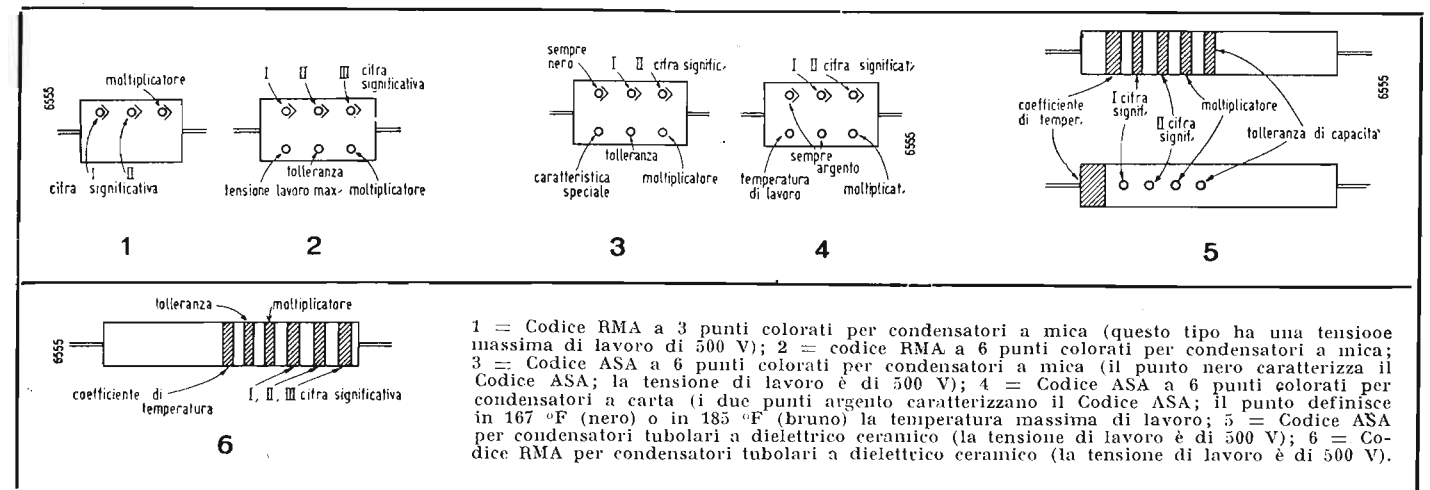 6555
moltiplicatore
I
II
cifra significativa
1
I
II
III cifra
significativa
tolleranza
tensione lavoro max.
moltiplicatore
2
sempre
nero
I
II cifra signific.
tolleranza
caratteristica
speciale
moltiplicatore
3
I
II cifra significat.
sempre
argento
temperatura
di lavoro
moltiplicat.
6555
4
coefficiente
di temper.
I cifra
signif.
II cifra
signif.
moltiplicatore
tolleranza di capacita'
6555
5
6555
tolleranza
moltiplicatore
coefficiente di
temperatura
I, II, III cifra significativa
6
1 = Codice RMA a 3 punti colorati per condensatori a mica (questo tipo ha una tensiooe
massima di lavoro di 500 V); 2 = codice RMA a 6 punti colorati per condensatori a mica;
3 = Codice ASA a 6 punti colorati per condensatori a mica (il punto nero caratterizza il
Codice ASA; la tensione di lavoro è di 500 V); 4 = Codice ASA a 6 punti colorati per
condensatori a carta (i due punti argento caratterizzano il Codice ASA; il punto definisce
in 167 °F (nero) o in 185 °F (bruno) la temperatura massima di lavoro; 5 = Codice ASA
per condensatori tubolari a dielettrico ceramico (la tensione di lavoro è di 500 V); 6 = Co-
dice RMA per condensatori tubolari a dielettrico ceramico (la tensione di lavoro è di 500 V).